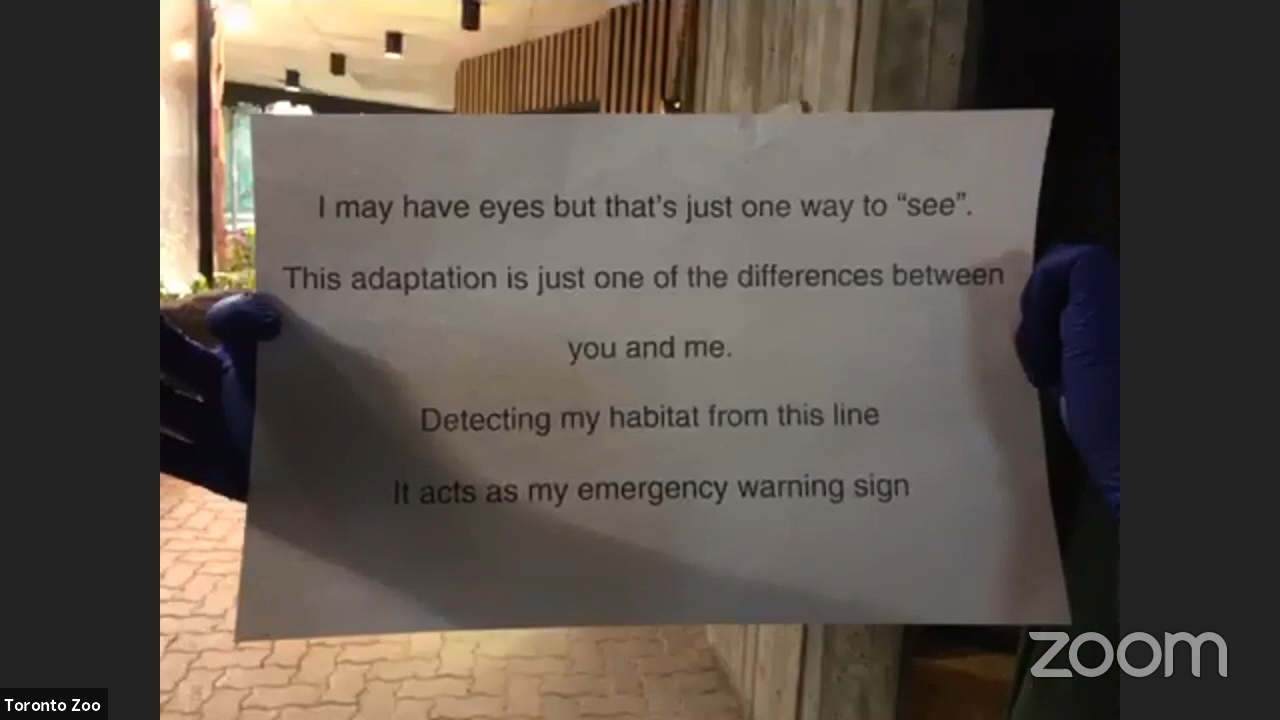 I may have eyes but that's just one way to “see”.
This adaptation is just one of the differences between
you and me.
Detecting my habitat from this line
It acts as my emergency warning sign
zoom
Toronto Zoo